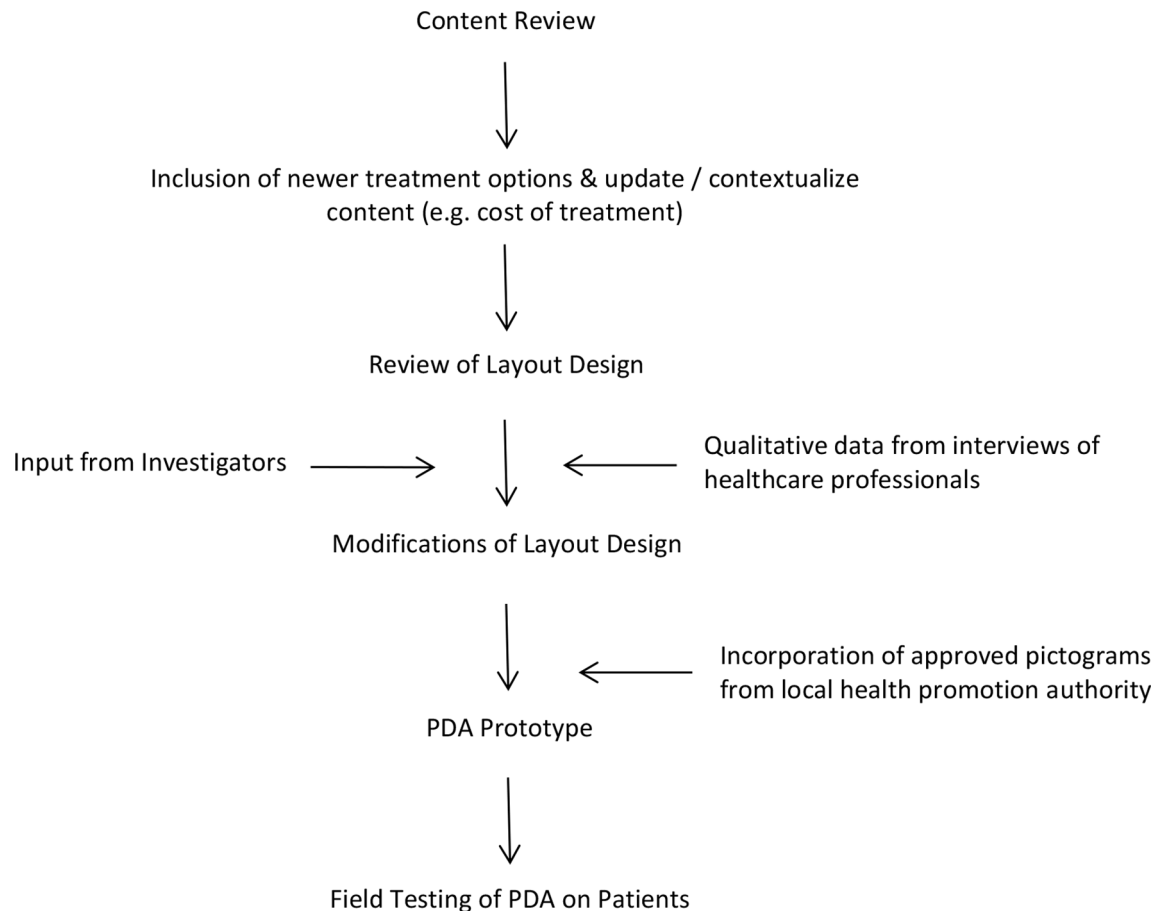 Content Review
Inclusion of newer treatment options & update / contextualize
content (e.g. cost of treatment)
Review of Layout Design
Input from Investigators
Qualitative data from interviews of
healthcare professionals
Modifications of Layout Design
Incorporation of approved pictograms
from local health promotion authority
PDA Prototype
Field Testing of PDA on Patients